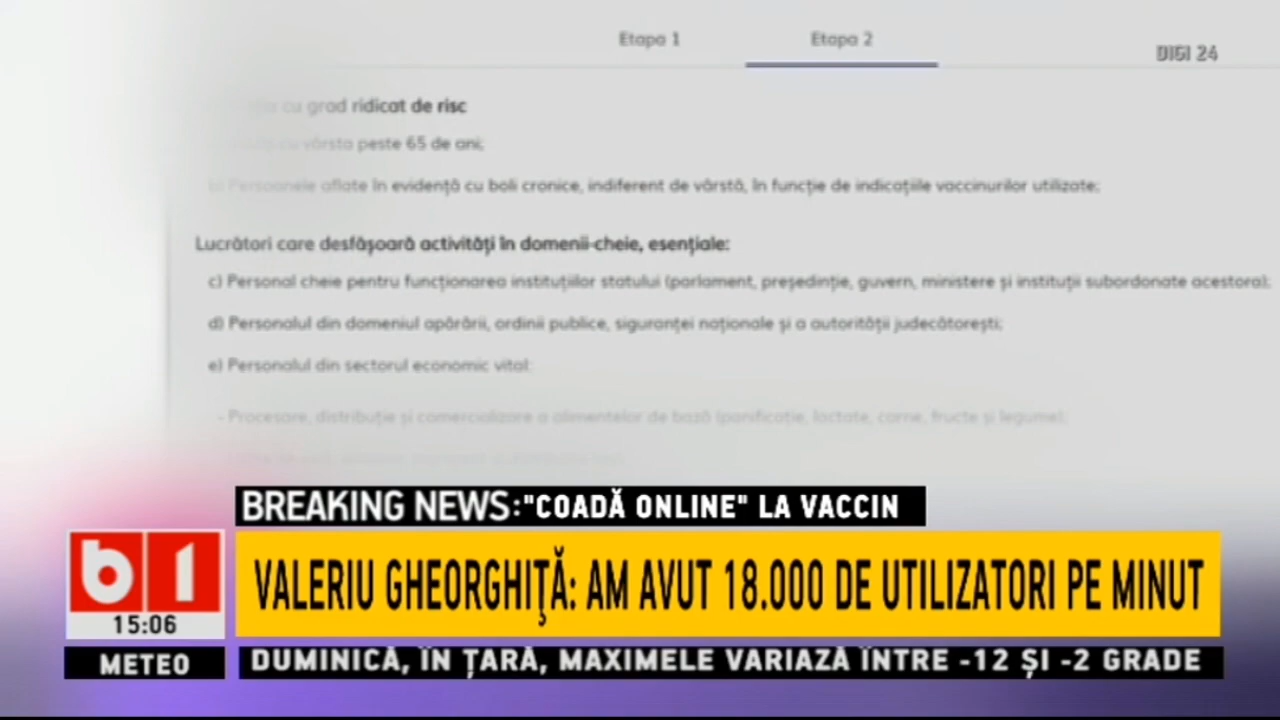 Etapa 1 Etapa 2
DIGI 24
cu grad ridicat de risc
vârsta peste 65 de ani;
b) Persoanele aflate în evidență cu boli cronice, indiferent de vârstă, în funcție de indicațiile vaccinurilor utilizate;
Lucrători care desfășoară activități în domenii-cheie, esențiale:
c) Personal cheie pentru funcționarea instituțiilor statului (parlament, președinție, guvern, ministere și instituții subordonate acestora);
d) Personalul din domeniul apărării, ordinii publice, siguranței naționale și a autorității judecătorești;
e) Personalul din sectorul economic vital:
- Procesare, distribuție și comercializare a alimentelor de bază (panificație, lactate, carne, fructe și legume);
BREAKING NEWS: "COADĂ ONLINE" LA VACCIN
b1
VALERIU GHEORGHIŢĂ: AM AVUT 18.000 DE UTILIZATORI PE MINUT
15:06
METEO DUMINICĂ, ÎN ŢARĂ, MAXIMELE VARIAZĂ ÎNTRE -12 ŞI -2 GRADE